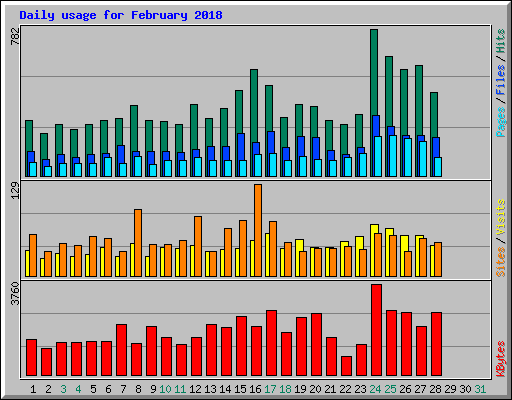 Daily usage for February 2018
782
Pages / Files / Hits
129
Sites / Visits
3760
KBytes
1 2 3 4 5 6 7 8 9 10 11 12 13 14 15 16 17 18 19 20 21 22 23 24 25 26 27 28 29 30 31